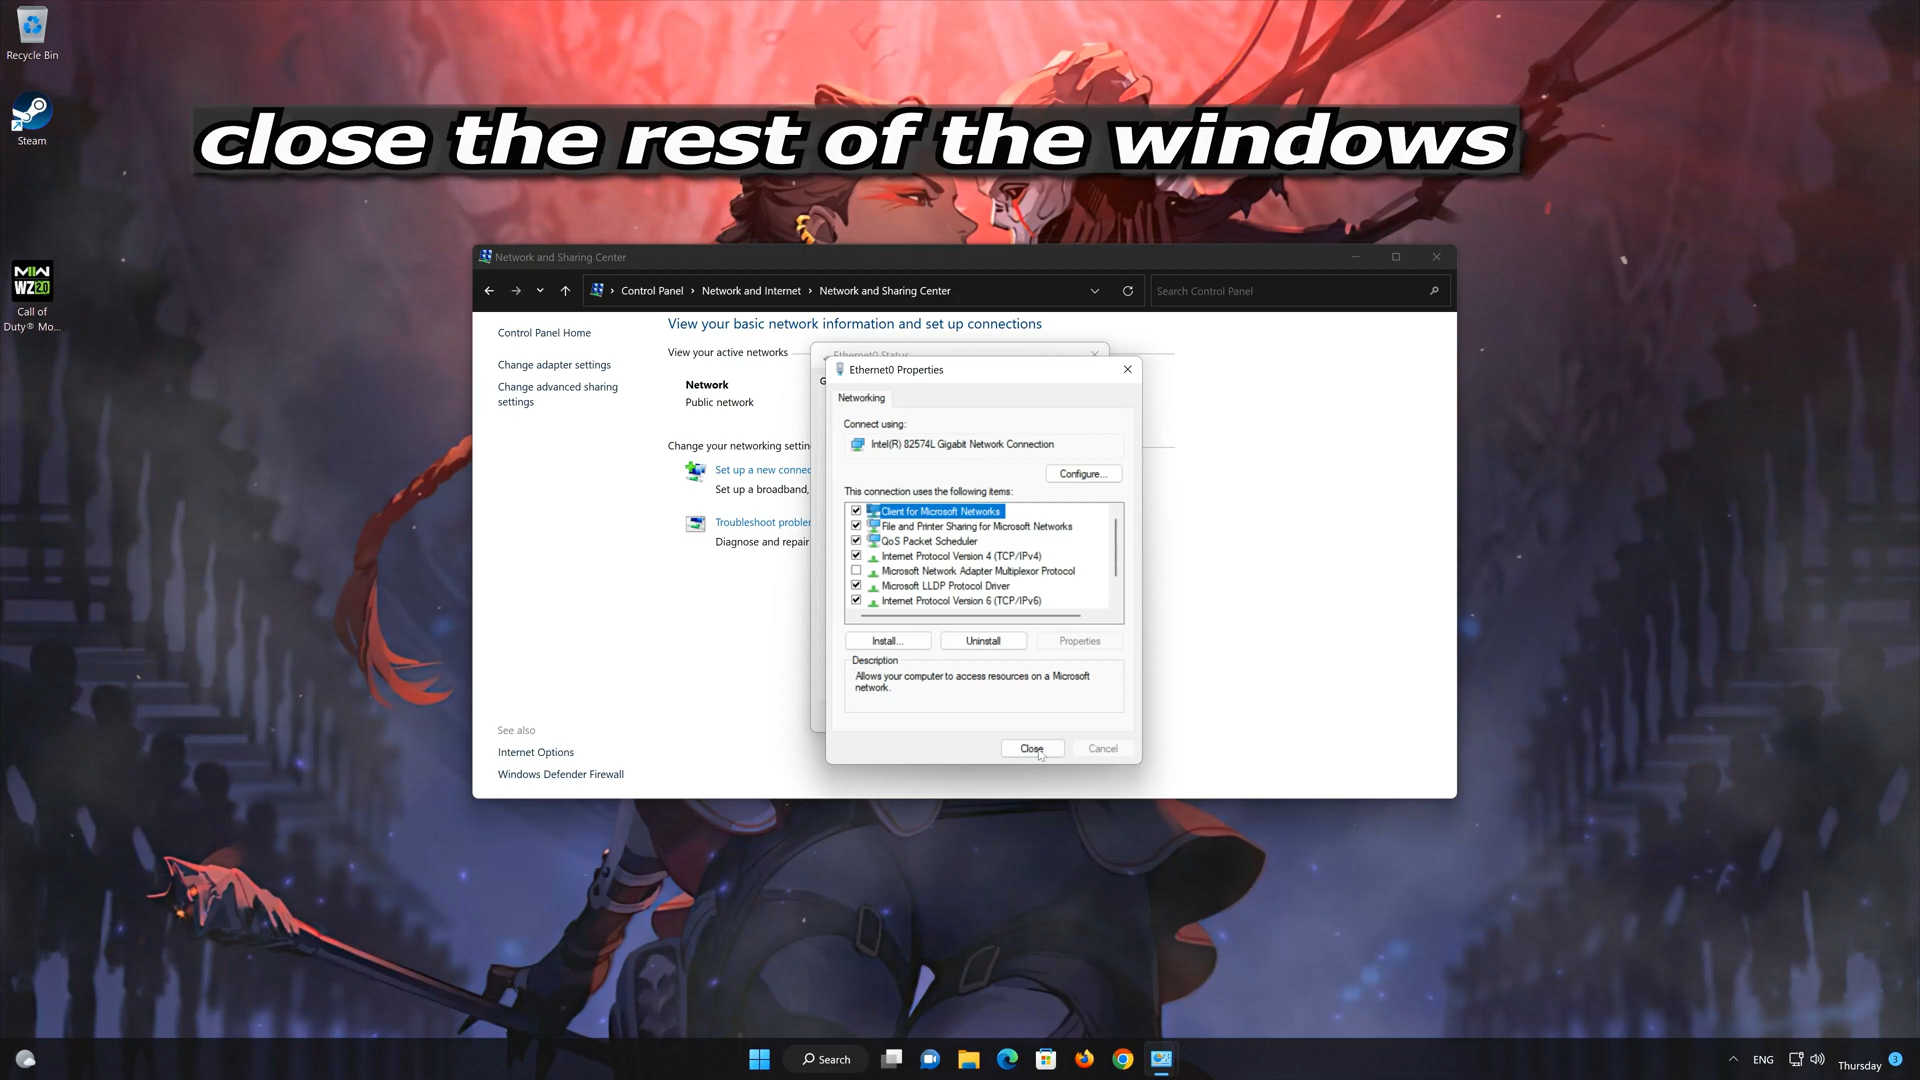 Recycle Bin
Steam
MIW
WZ 2.0
Call of
Duty® Mo...
close the rest of the windows
Network and Sharing Center
Control Panel › Network and Internet › Network and Sharing Center
Search Control Panel
Control Panel Home
Change adapter settings
Change advanced sharing
settings
See also
Internet Options
Windows Defender Firewall
View your basic network information and set up connections
View your active networks
Network
Public network
Change your networking settin
Set up a new connec
Set up a broadband,
Troubleshoot probler
Diagnose and repair
Ethernet0 Status
G
Ethernet0 Properties
Networking
Connect using:
Intel(R) 82574L Gigabit Network Connection
Configure...
This connection uses the following items:
Client for Microsoft Networks
File and Printer Sharing for Microsoft Networks
QoS Packet Scheduler
Internet Protocol Version 4 (TCP/IPv4)
Microsoft Network Adapter Multiplexor Protocol
Microsoft LLDP Protocol Driver
Internet Protocol Version 6 (TCP/IPv6)
Install... Uninstall Properties
Description
Allows your computer to access resources on a Microsoft
network.
Close Cancel
Search
ENG
Thursday 3